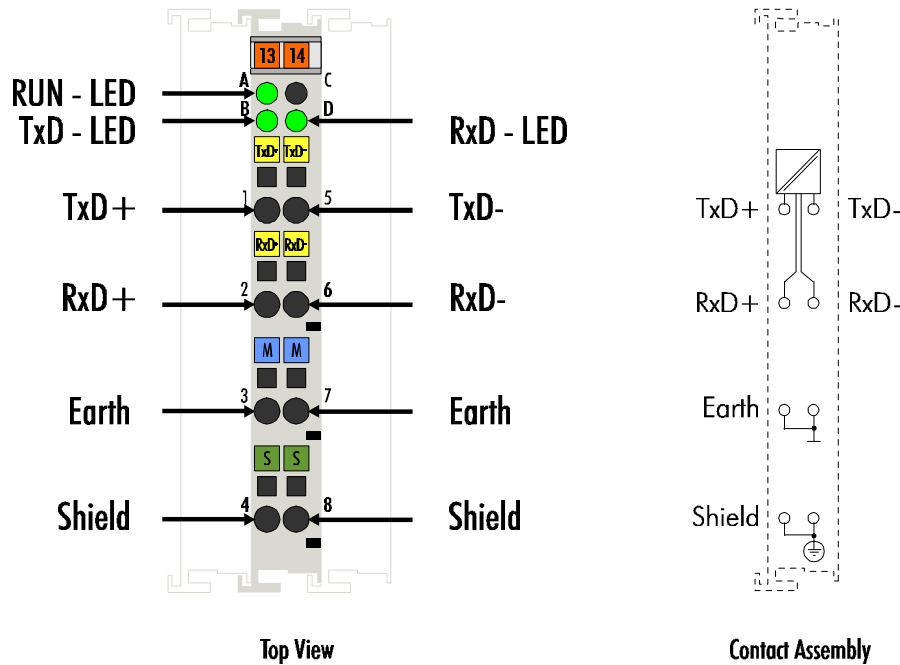 13 14
A C
RUN - LED
B D
TxD - LED RxD - LED
TxD+ TxD-
1 5
TxD+ TxD-
TxD+ TxD-
RxD+ RxD-
2 6
RxD+ RxD-
RxD+ RxD-
M M
3 7
Earth Earth
Earth
S S
4 8
Shield Shield
Shield
Top View
Contact Assembly